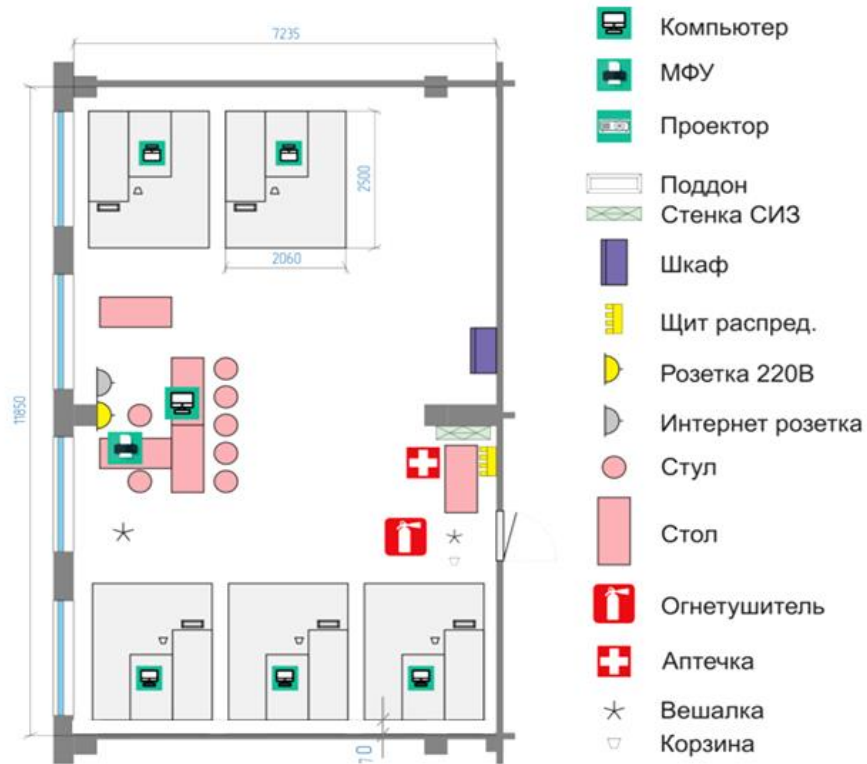 7235
2500
2060
11850
Компьютер
МФУ
Проектор
Поддон
Стенка СИЗ
Шкаф
Щит распред.
Розетка 220В
Интернет розетка
Стул
Стол
Огнетушитель
Аптечка
Вешалка
Корзина